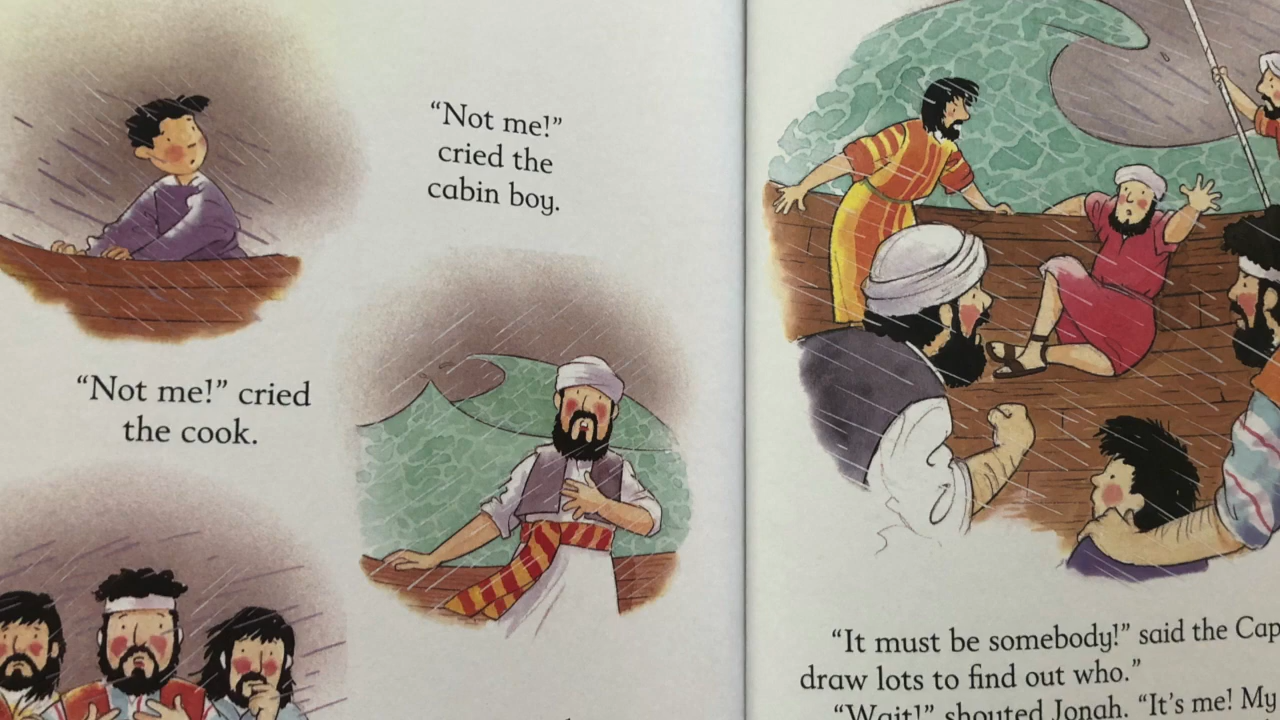 “Not me!”
cried the
cabin boy.
“Not me!” cried
the cook.
“It must be somebody!” said the
draw lots to find out who.”
“Wait!” shouted Jonah. “It’s me! My